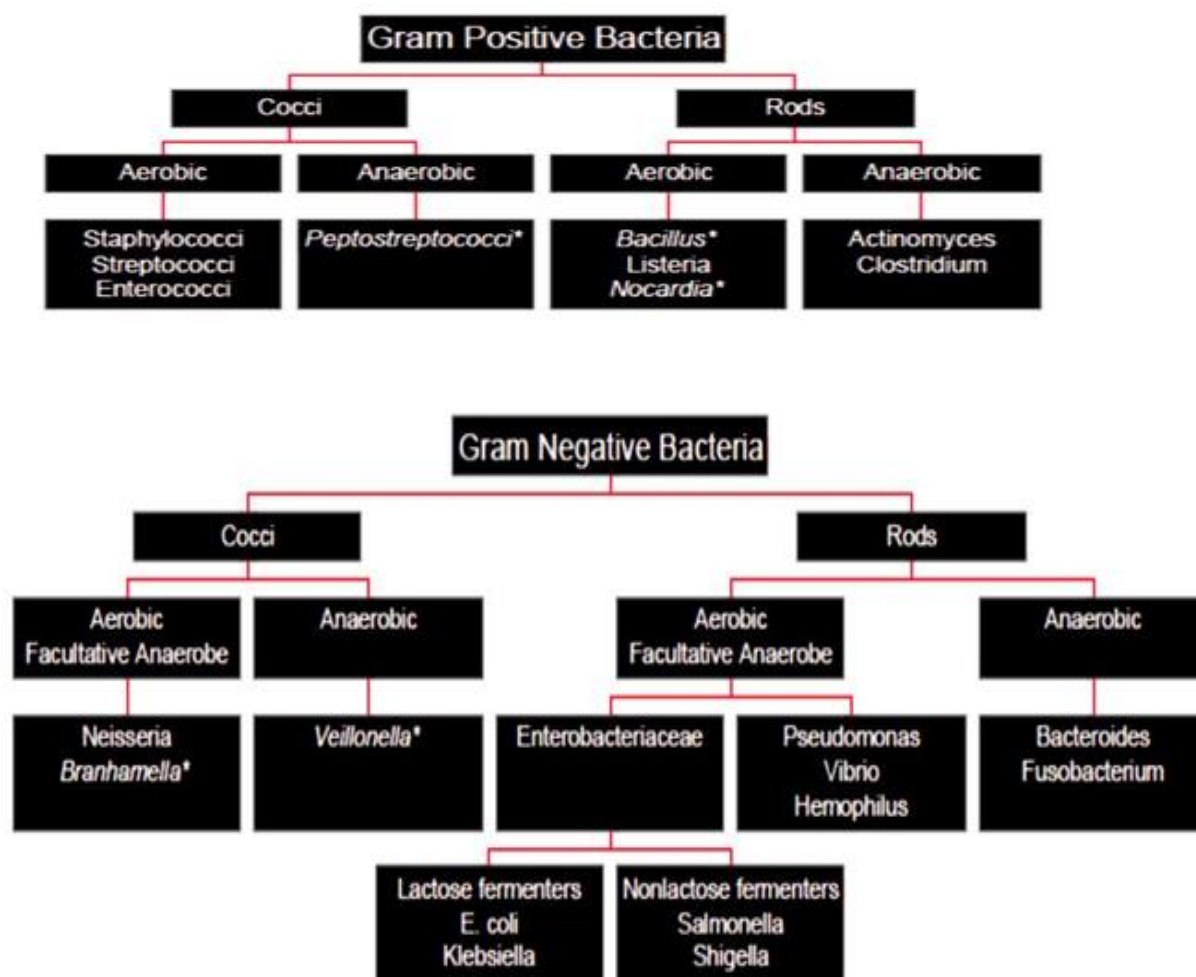 Gram Positive Bacteria
Cocci
Rods
Aerobic
Anaerobic
Aerobic
Anaerobic
Staphylococci
Streptococci
Enterococci
Peptostreptococci*
Bacillus*
Listeria
Nocardia*
Actinomyces
Clostridium
Gram Negative Bacteria
Cocci
Rods
Aerobic
Facultative Anaerobe
Anaerobic
Aerobic
Facultative Anaerobe
Anaerobic
Neisseria
Branhamella*
Veillonella*
Enterobacteriaceae
Pseudomonas
Vibrio
Hemophilus
Bacteroides
Fusobacterium
Lactose fermenters
E. coli
Klebsiella
Nonlactose fermenters
Salmonella
Shigella